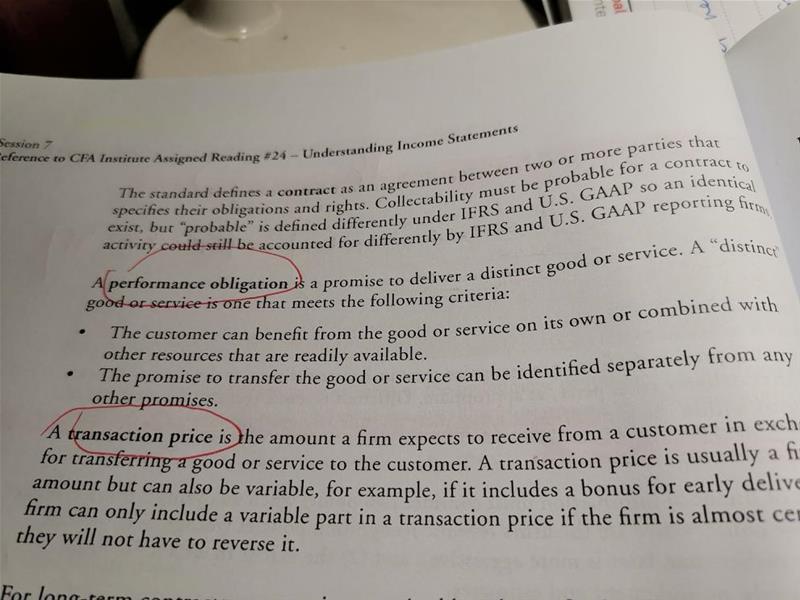 Session 7
eference to CFA Institute Assigned Reading #24 – Understanding Income Statements
The standard defines a contract as an agreement between two or more parties that
specifies their obligations and rights. Collectability must be probable for a contract to
exist, but “probable” is defined differently under IFRS and U.S. GAAP so an identical
activity could still be accounted for differently by IFRS and U.S. GAAP reporting firms.
A performance obligation is a promise to deliver a distinct good or service. A “distinct”
good or service is one that meets the following criteria:
• The customer can benefit from the good or service on its own or combined with
other resources that are readily available.
• The promise to transfer the good or service can be identified separately from any
other promises.
A transaction price is the amount a firm expects to receive from a customer in exch
for transferring a good or service to the customer. A transaction price is usually a fi
amount but can also be variable, for example, if it includes a bonus for early delive
firm can only include a variable part in a transaction price if the firm is almost cer
they will not have to reverse it.
For long-term